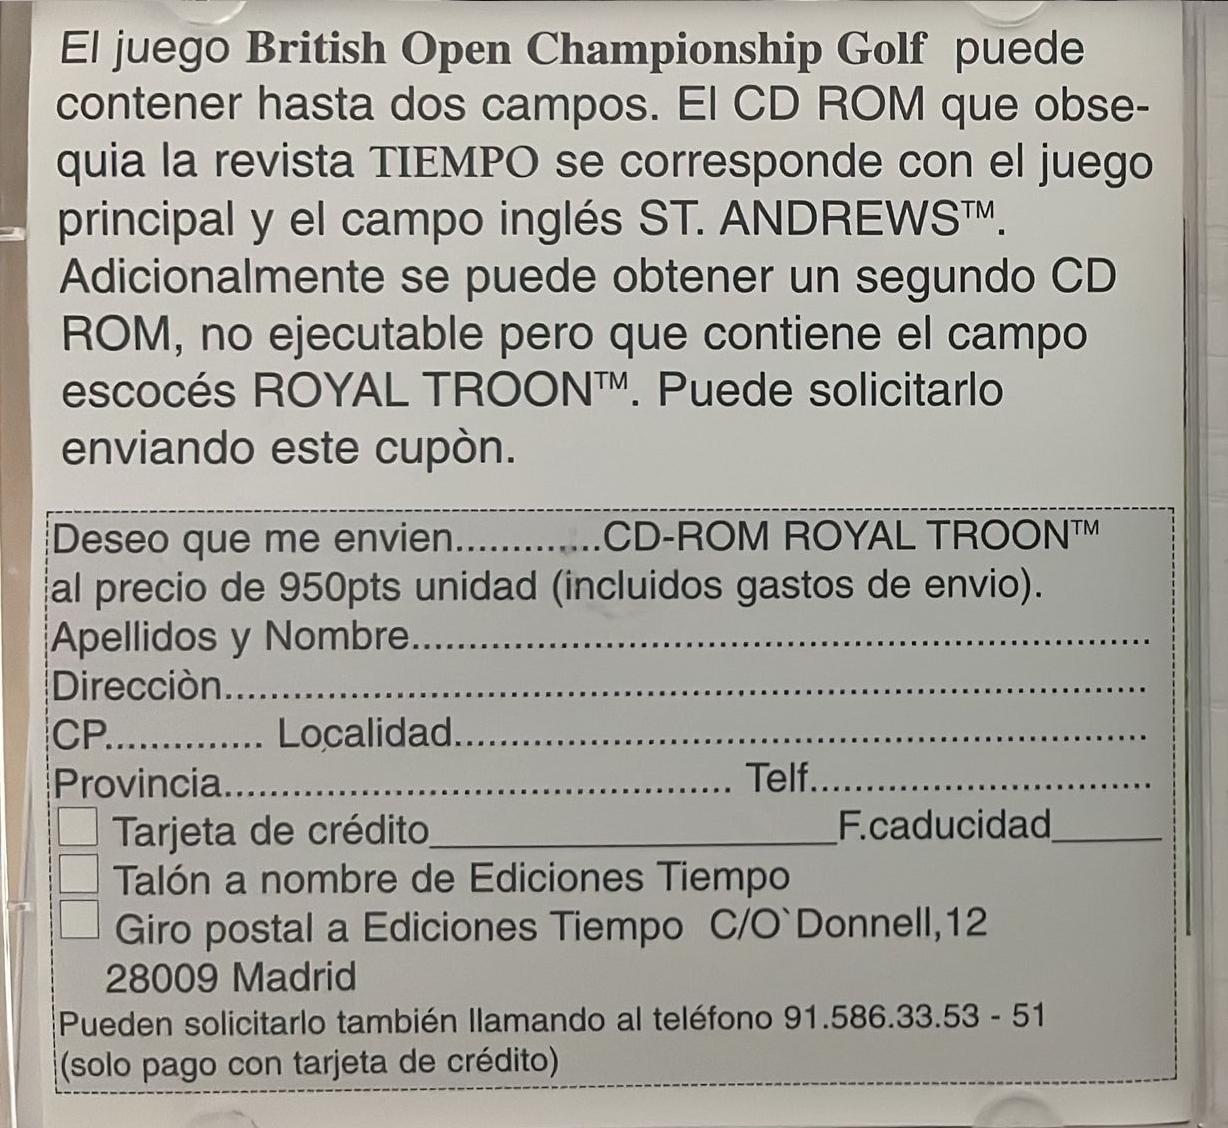 El juego British Open Championship Golf puede
contener hasta dos campos. El CD ROM que obse-
quia la revista TIEMPO se corresponde con el juego
principal y el campo inglés ST. ANDREWS™.
Adicionalmente se puede obtener un segundo CD
ROM, no ejecutable pero que contiene el campo
escocés ROYAL TROON™. Puede solicitarlo
enviando este cupòn.
Deseo que me envien.............CD-ROM ROYAL TROON™
al precio de 950pts unidad (incluidos gastos de envio).
Apellidos y Nombre..................................................................
Direcciòn..................................................................................
CP.............. Localidad..............................................................
Provincia............................................. Telf..............................
Tarjeta de crédito__________________F.caducidad_____
Talón a nombre de Ediciones Tiempo
Giro postal a Ediciones Tiempo C/O`Donnell,12
28009 Madrid
Pueden solicitarlo también llamando al teléfono 91.586.33.53 - 51
(solo pago con tarjeta de crédito)